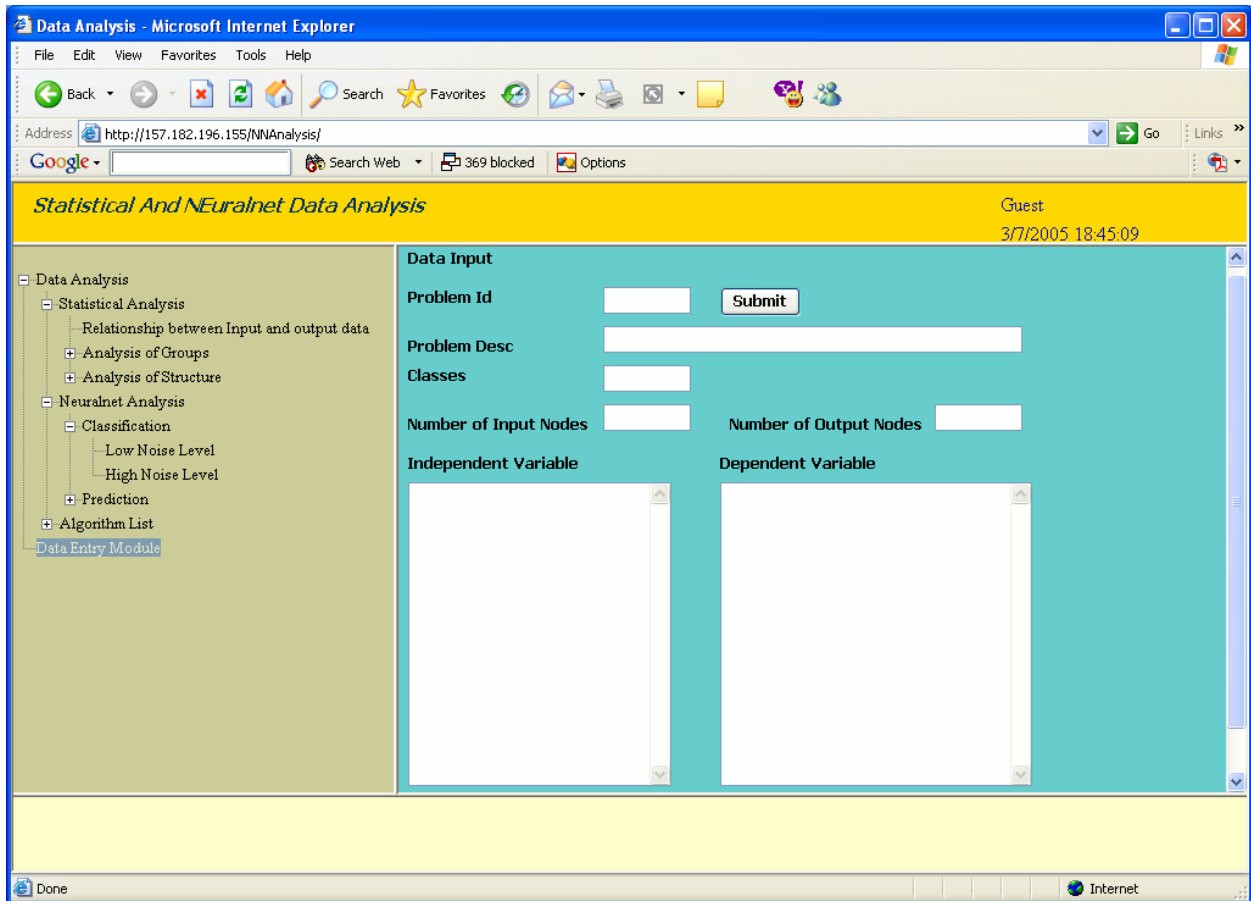 Data Analysis - Microsoft Internet Explorer
File Edit View Favorites Tools Help
Back Search Favorites
Address http://157.182.196.155/NNAnalysis/ Go Links »
Google Search Web 369 blocked Options
Statistical And NEuralnet Data Analysis
Guest
3/7/2005 18:45:09
Data Analysis
Statistical Analysis
Relationship between Input and output data
Analysis of Groups
Analysis of Structure
Neuralnet Analysis
Classification
Low Noise Level
High Noise Level
Prediction
Algorithm List
Data Entry Module
Data Input
Problem Id Submit
Problem Desc
Classes
Number of Input Nodes Number of Output Nodes
Independent Variable Dependent Variable
Done Internet